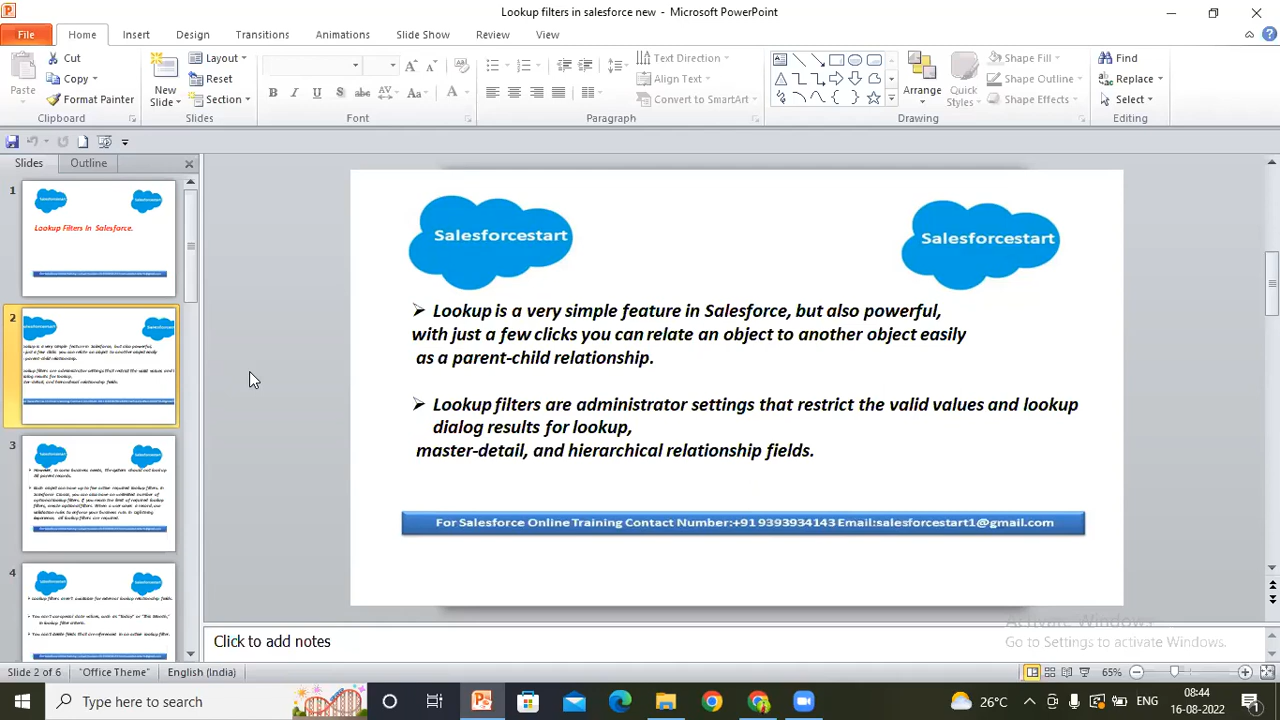 Lookup filters in salesforce new - Microsoft PowerPoint
File Home Insert Design Transitions Animations Slide Show Review View
Cut
Copy
Format Painter
Paste
Clipboard
New
Slide
Layout
Reset
Section
Slides
Font
Paragraph
Text Direction
Align Text
Convert to SmartArt
Arrange
Quick
Styles
Shape Fill
Shape Outline
Shape Effects
Drawing
Find
Replace
Select
Editing
Slides Outline
1
Salesforcestart Salesforcestart
Lookup Filters In Salesforce.
2
3
4
Salesforcestart Salesforcestart
Lookup is a very simple feature in Salesforce, but also powerful,
with just a few clicks you can relate an object to another object easily
as a parent-child relationship.
Lookup filters are administrator settings that restrict the valid values and lookup
dialog results for lookup,
master-detail, and hierarchical relationship fields.
For Salesforce Online Training Contact Number:+91 9393934143 Email:salesforcestart1@gmail.com
Click to add notes
Activate Windows
Go to Settings to activate Windows.
Slide 2 of 6 "Office Theme" English (India) 65%
Type here to search
26°C ENG 08:44
16-08-2022